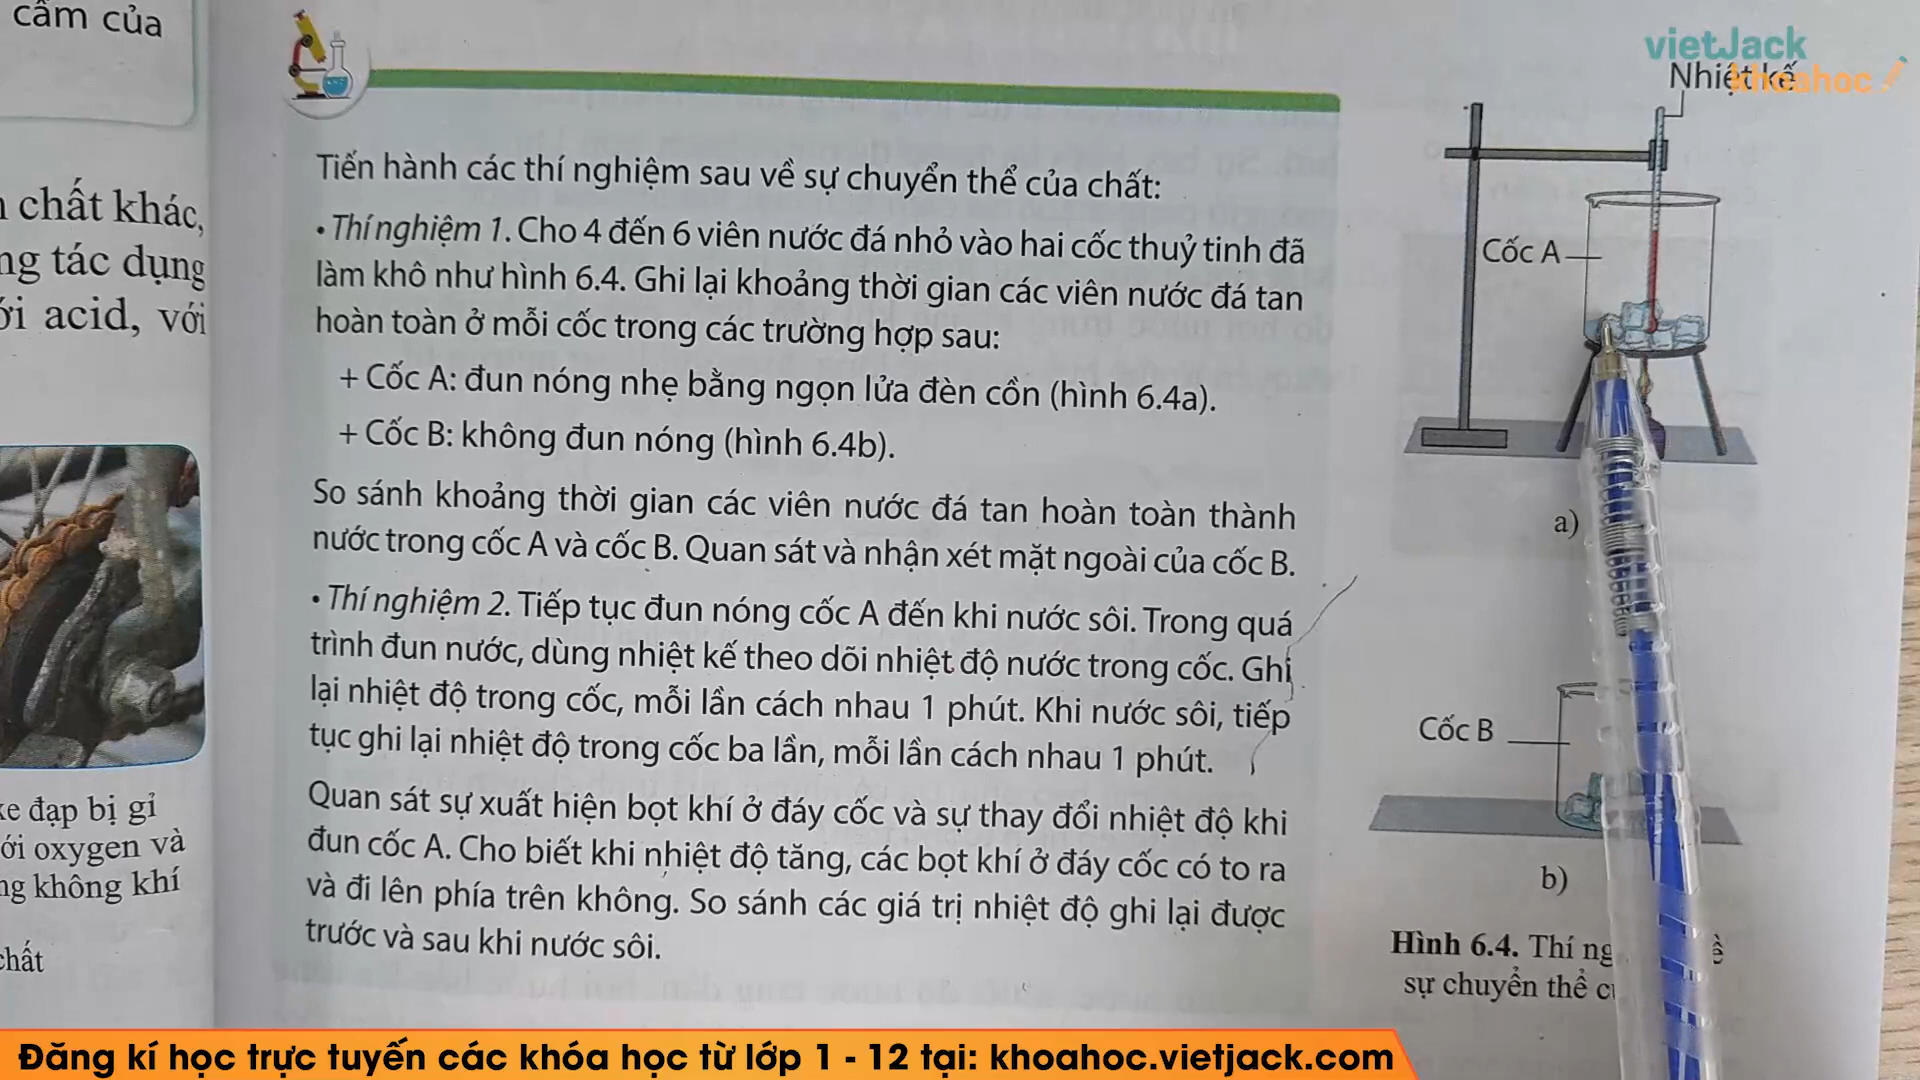 cầm của
chất khác,
ng tác dụng
ới acid, với
xe đạp bị gỉ
ới oxygen và
ng không khí
chất
Tiến hành các thí nghiệm sau về sự chuyển thể của chất:
• Thí nghiệm 1. Cho 4 đến 6 viên nước đá nhỏ vào hai cốc thuỷ tinh đã
làm khô như hình 6.4. Ghi lại khoảng thời gian các viên nước đá tan
hoàn toàn ở mỗi cốc trong các trường hợp sau:
+ Cốc A: đun nóng nhẹ bằng ngọn lửa đèn cồn (hình 6.4a).
+ Cốc B: không đun nóng (hình 6.4b).
So sánh khoảng thời gian các viên nước đá tan hoàn toàn thành
nước trong cốc A và cốc B. Quan sát và nhận xét mặt ngoài của cốc B.
• Thí nghiệm 2. Tiếp tục đun nóng cốc A đến khi nước sôi. Trong quá
trình đun nước, dùng nhiệt kế theo dõi nhiệt độ nước trong cốc. Ghi
lại nhiệt độ trong cốc, mỗi lần cách nhau 1 phút. Khi nước sôi, tiếp
tục ghi lại nhiệt độ trong cốc ba lần, mỗi lần cách nhau 1 phút.
Quan sát sự xuất hiện bọt khí ở đáy cốc và sự thay đổi nhiệt độ khi
đun cốc A. Cho biết khi nhiệt độ tăng, các bọt khí ở đáy cốc có to ra
và đi lên phía trên không. So sánh các giá trị nhiệt độ ghi lại được
trước và sau khi nước sôi.
vietJack
khoahoc
Nhiệt kế
Cốc A
a)
Cốc B
b)
Hình 6.4. Thí ng
sự chuyển thể c
Đăng kí học trực tuyến các khóa học từ lớp 1 - 12 tại: khoahoc.vietjack.com